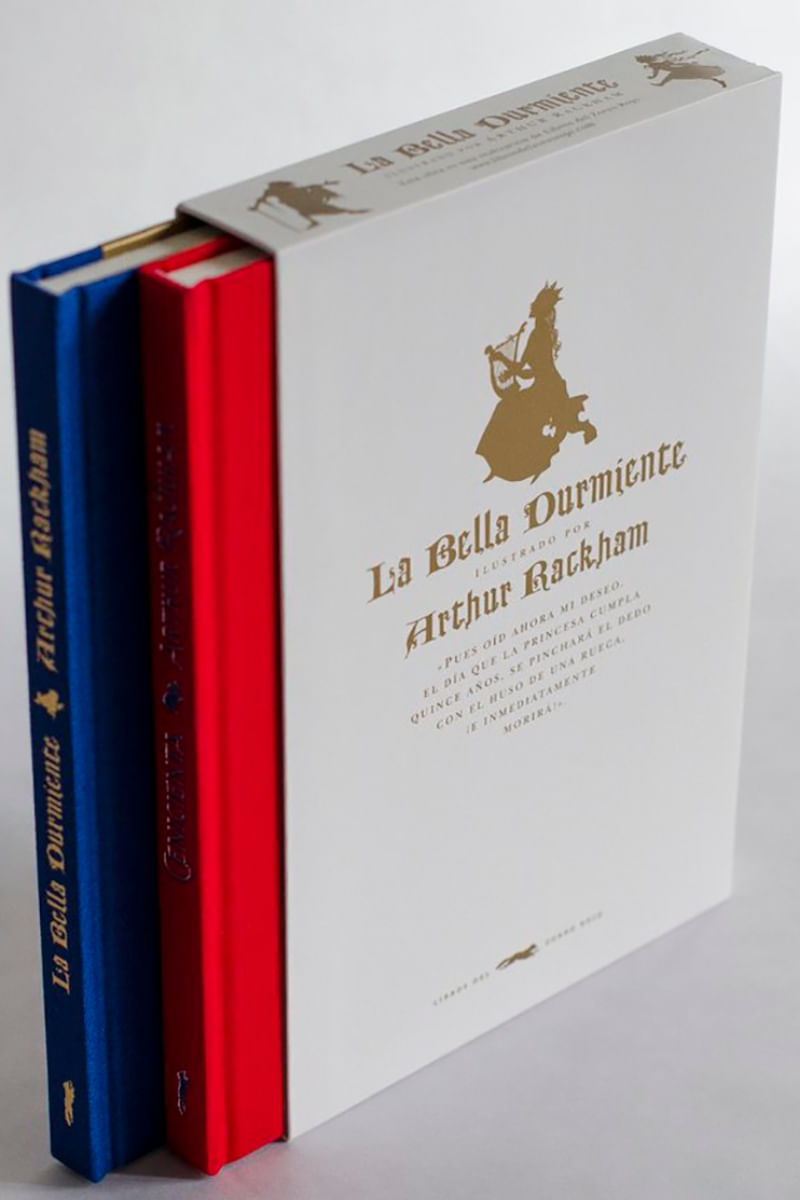 La Bella Durmiente
ILUSTRADO POR ARTHUR RACKHAM
La Bella Durmiente
ILUSTRADO POR
Arthur Rackham
«PUES OÍD AHORA MI DESEO.
EL DÍA QUE LA PRINCESA CUMPLA
QUINCE AÑOS, SE PINCHARÁ EL DEDO
CON EL HUSO DE UNA RUECA,
¡E INMEDIATAMENTE
MORIRÁ!».
LIBROS DEL ZORRO ROJO
La Bella Durmiente Arthur Rackham
CENICIENTA ARTHUR RACKHAM